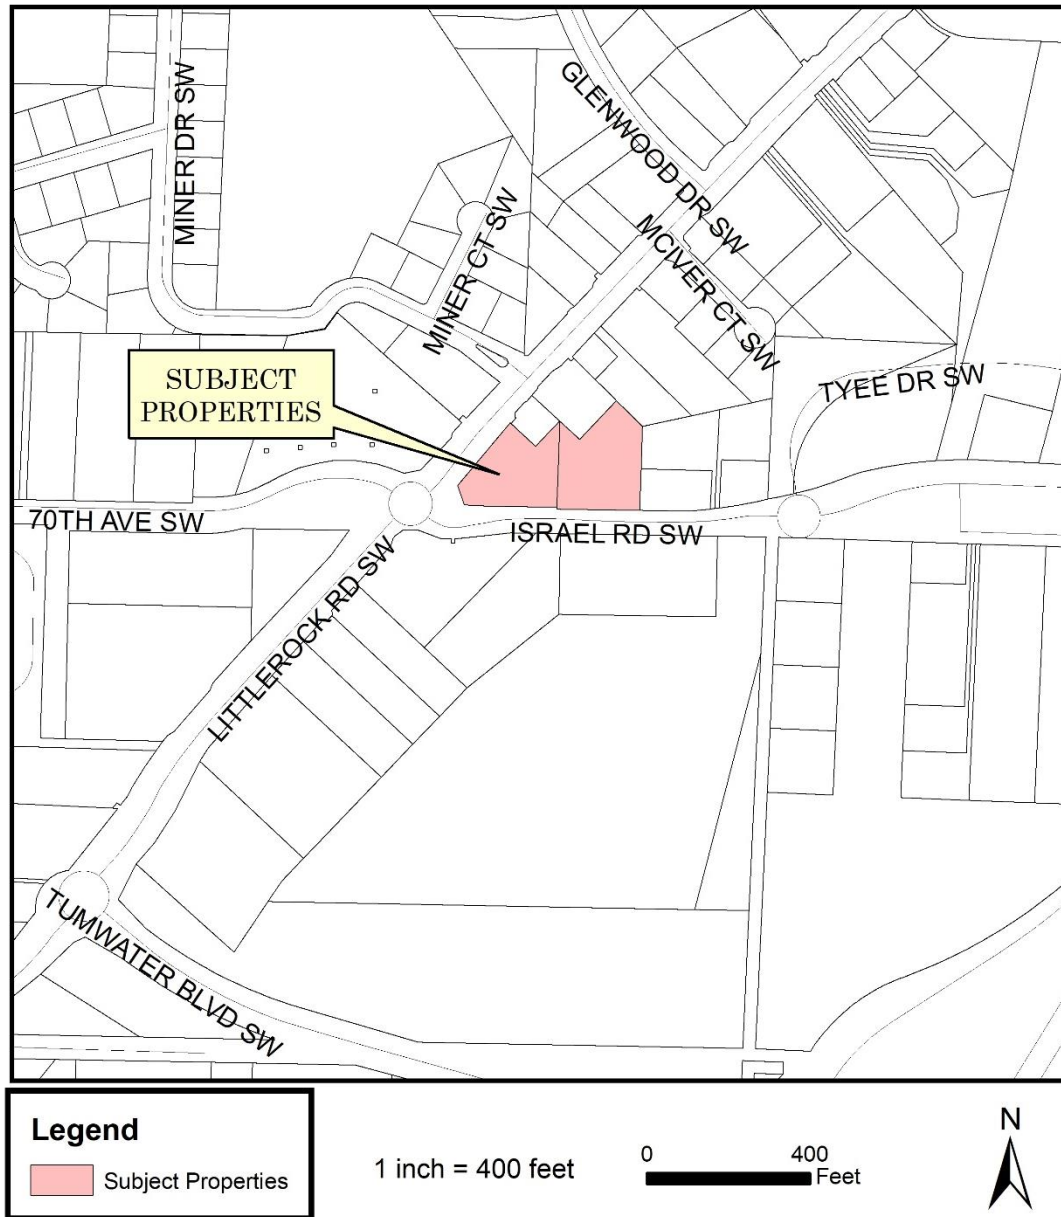 GLENWOOD DR SW
MINER DR SW
MINER CT SW
MCIVER CT SW
SUBJECT
PROPERTIES
TYEE DR SW
70TH AVE SW
ISRAEL RD SW
LITTLEROCK RD SW
TUMWATER BLVD SW
Legend
Subject Properties
1 inch = 400 feet
0 400
Feet
N